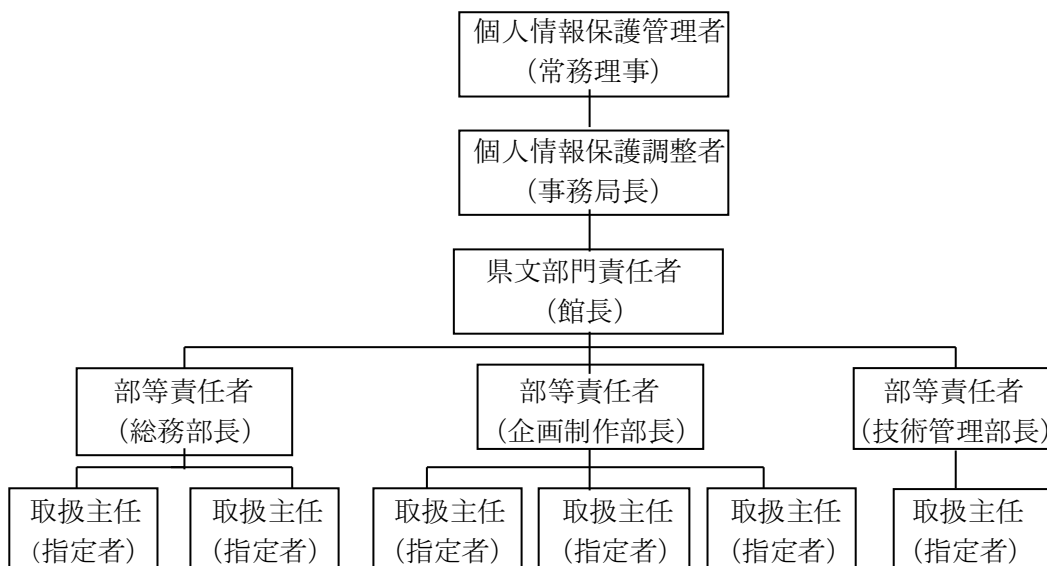 個人情報保護管理者
（常務理事）
個人情報保護調整者
（事務局長）
県文部門責任者
（館長）
部等責任者
（総務部長）
部等責任者
（企画制作部長）
部等責任者
（技術管理部長）
取扱主任
（指定者）
取扱主任
（指定者）
取扱主任
（指定者）
取扱主任
（指定者）
取扱主任
（指定者）
取扱主任
（指定者）